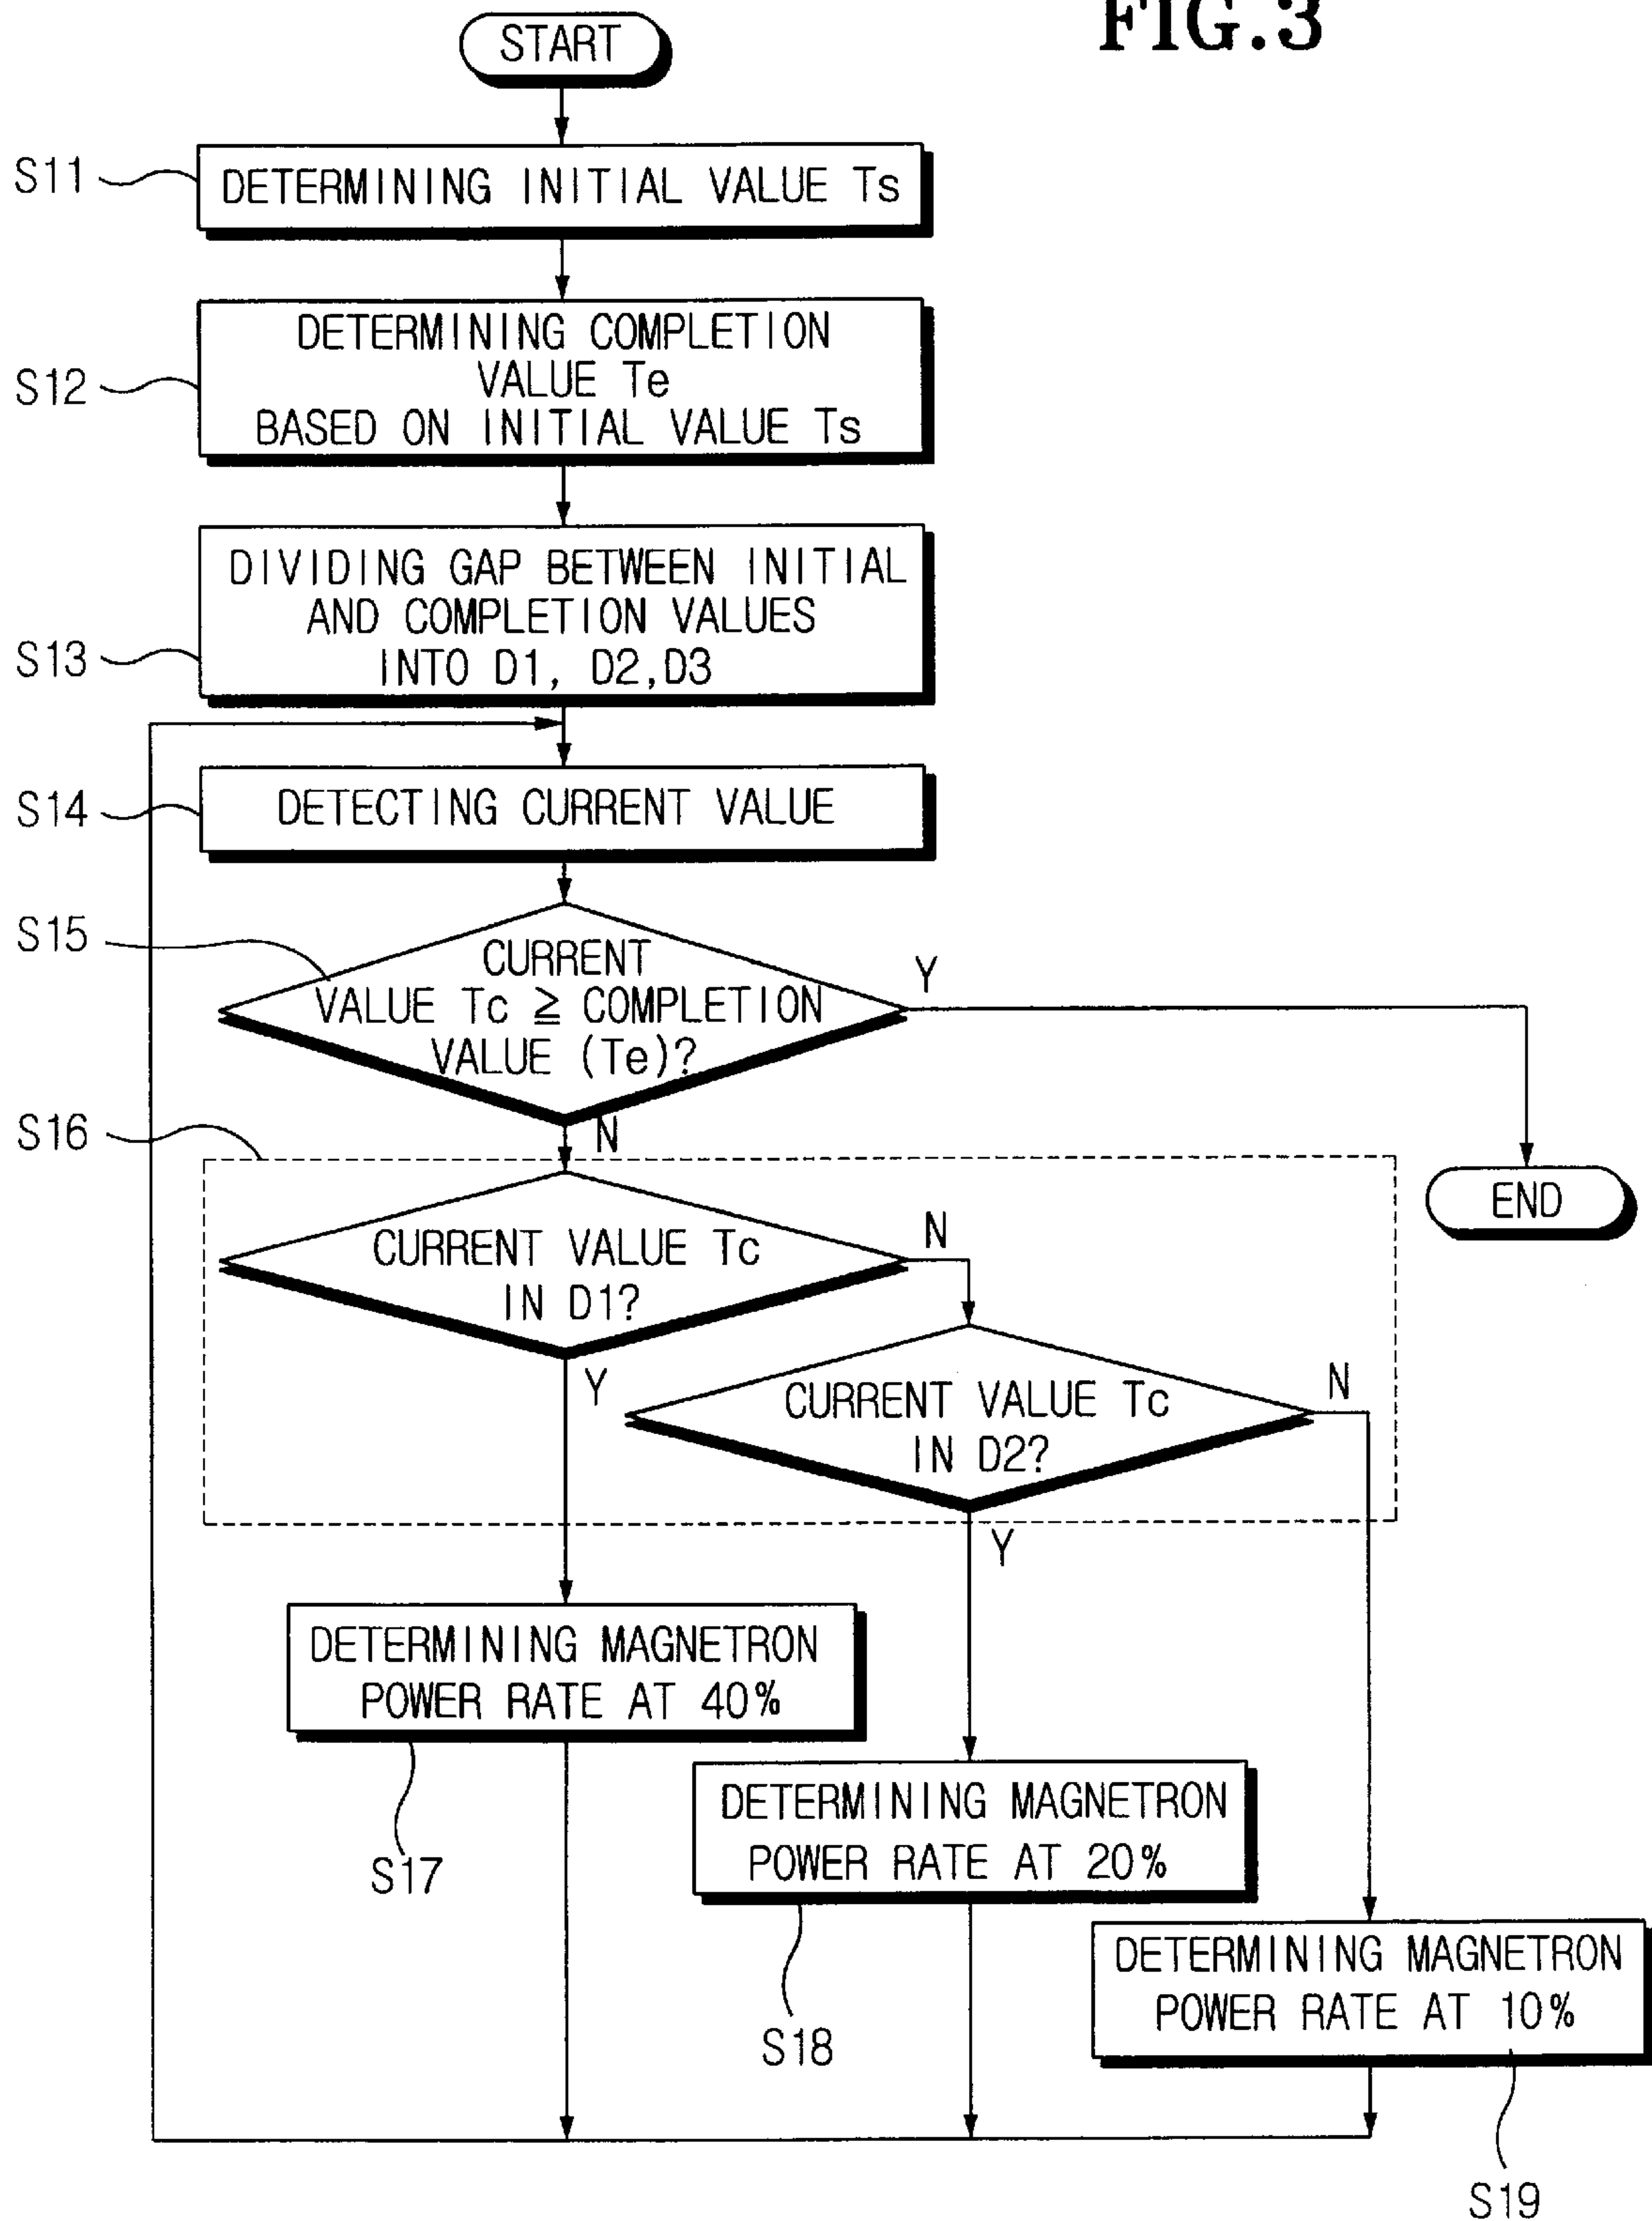 FIG.3
START
S11
DETERMINING INITIAL VALUE Ts
S12
DETERMINING COMPLETION
VALUE Te
BASED ON INITIAL VALUE Ts
S13
DIVIDING GAP BETWEEN INITIAL
AND COMPLETION VALUES
INTO D1, D2,D3
S14
DETECTING CURRENT VALUE
S15
CURRENT
VALUE Tc ≧ COMPLETION
VALUE (Te)?
Y
N
END
S16
CURRENT VALUE Tc
IN D1?
N
Y
CURRENT VALUE Tc
IN D2?
N
Y
DETERMINING MAGNETRON
POWER RATE AT 40%
S17
DETERMINING MAGNETRON
POWER RATE AT 20%
S18
DETERMINING MAGNETRON
POWER RATE AT 10%
S19